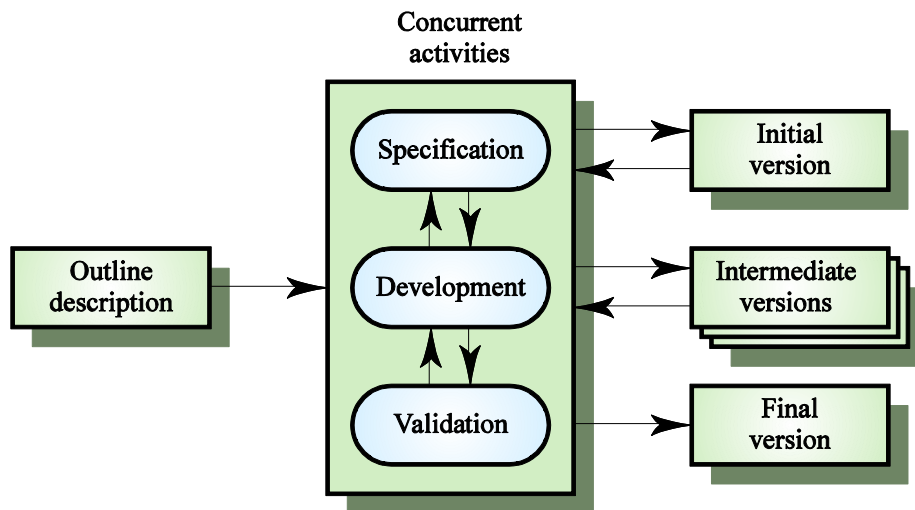 Concurrent
activities
Specification
Initial
version
Outline
description
Development
Intermediate
versions
Validation
Final
version